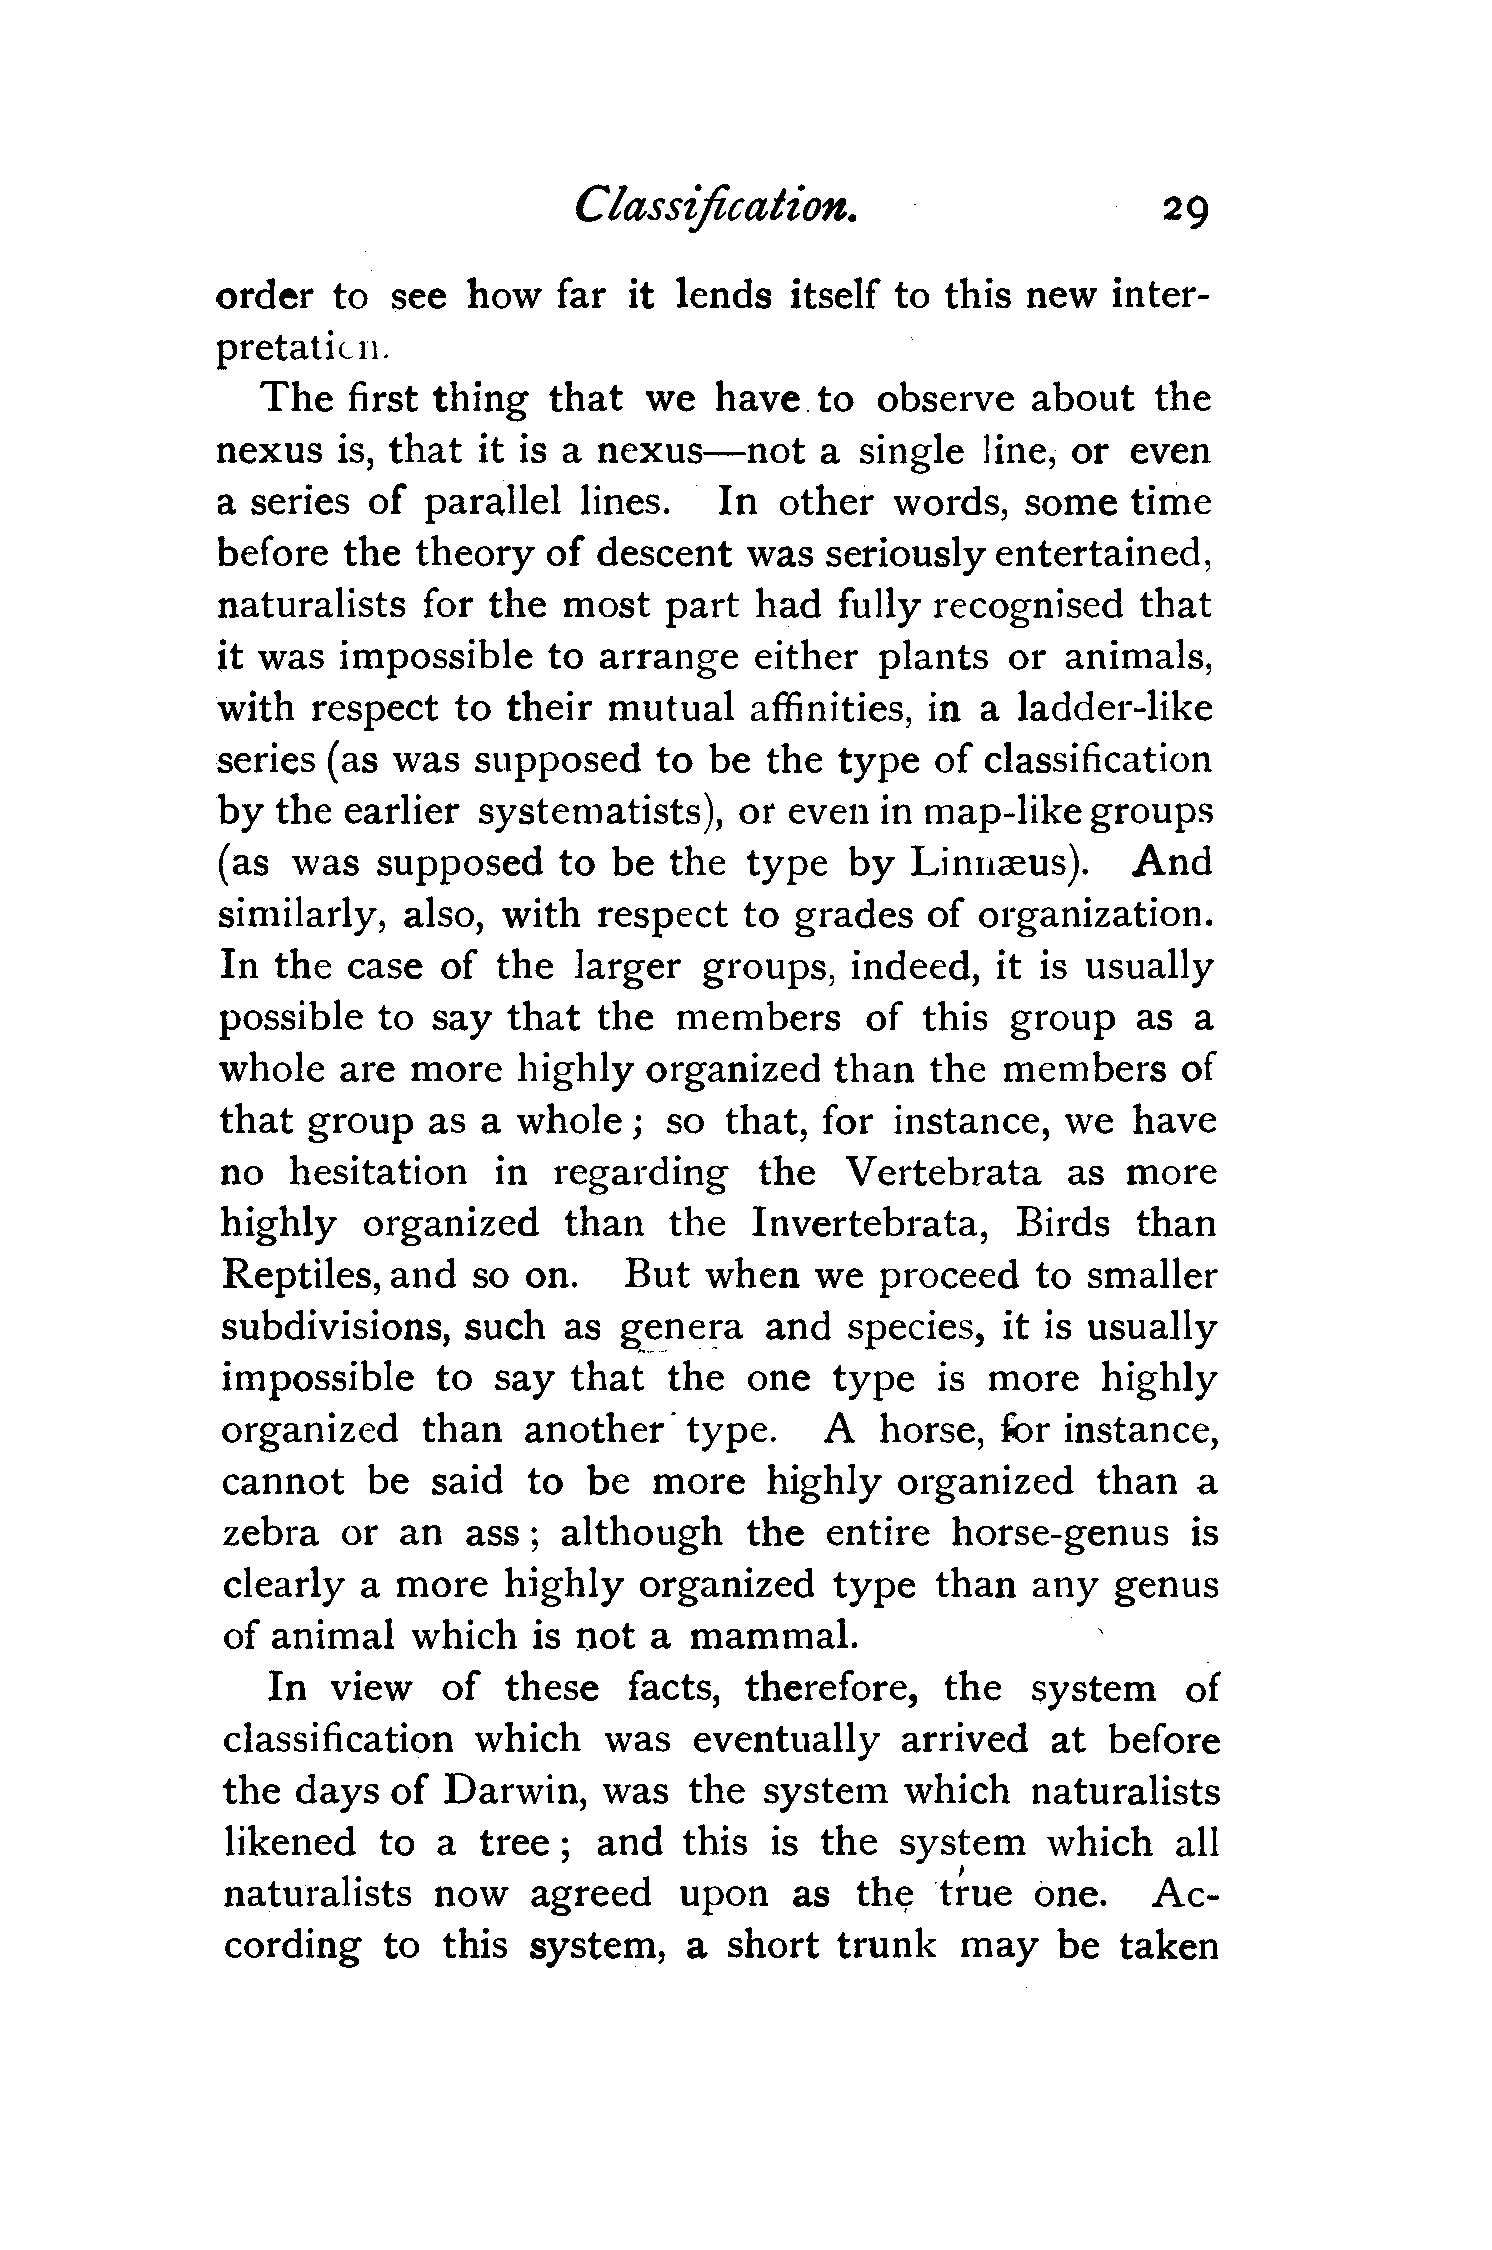 Classification. 29
order to see how far it lends itself to this new inter-
pretation.
The first thing that we have to observe about the
nexus is, that it is a nexus—not a single line, or even
a series of parallel lines. In other words, some time
before the theory of descent was seriously entertained,
naturalists for the most part had fully recognised that
it was impossible to arrange either plants or animals,
with respect to their mutual affinities, in a ladder-like
series (as was supposed to be the type of classification
by the earlier systematists), or even in map-like groups
(as was supposed to be the type by Linnæus). And
similarly, also, with respect to grades of organization.
In the case of the larger groups, indeed, it is usually
possible to say that the members of this group as a
whole are more highly organized than the members of
that group as a whole ; so that, for instance, we have
no hesitation in regarding the Vertebrata as more
highly organized than the Invertebrata, Birds than
Reptiles, and so on. But when we proceed to smaller
subdivisions, such as genera and species, it is usually
impossible to say that the one type is more highly
organized than another type. A horse, for instance,
cannot be said to be more highly organized than a
zebra or an ass ; although the entire horse-genus is
clearly a more highly organized type than any genus
of animal which is not a mammal.
In view of these facts, therefore, the system of
classification which was eventually arrived at before
the days of Darwin, was the system which naturalists
likened to a tree ; and this is the system which all
naturalists now agreed upon as the true one. Ac-
cording to this system, a short trunk may be taken